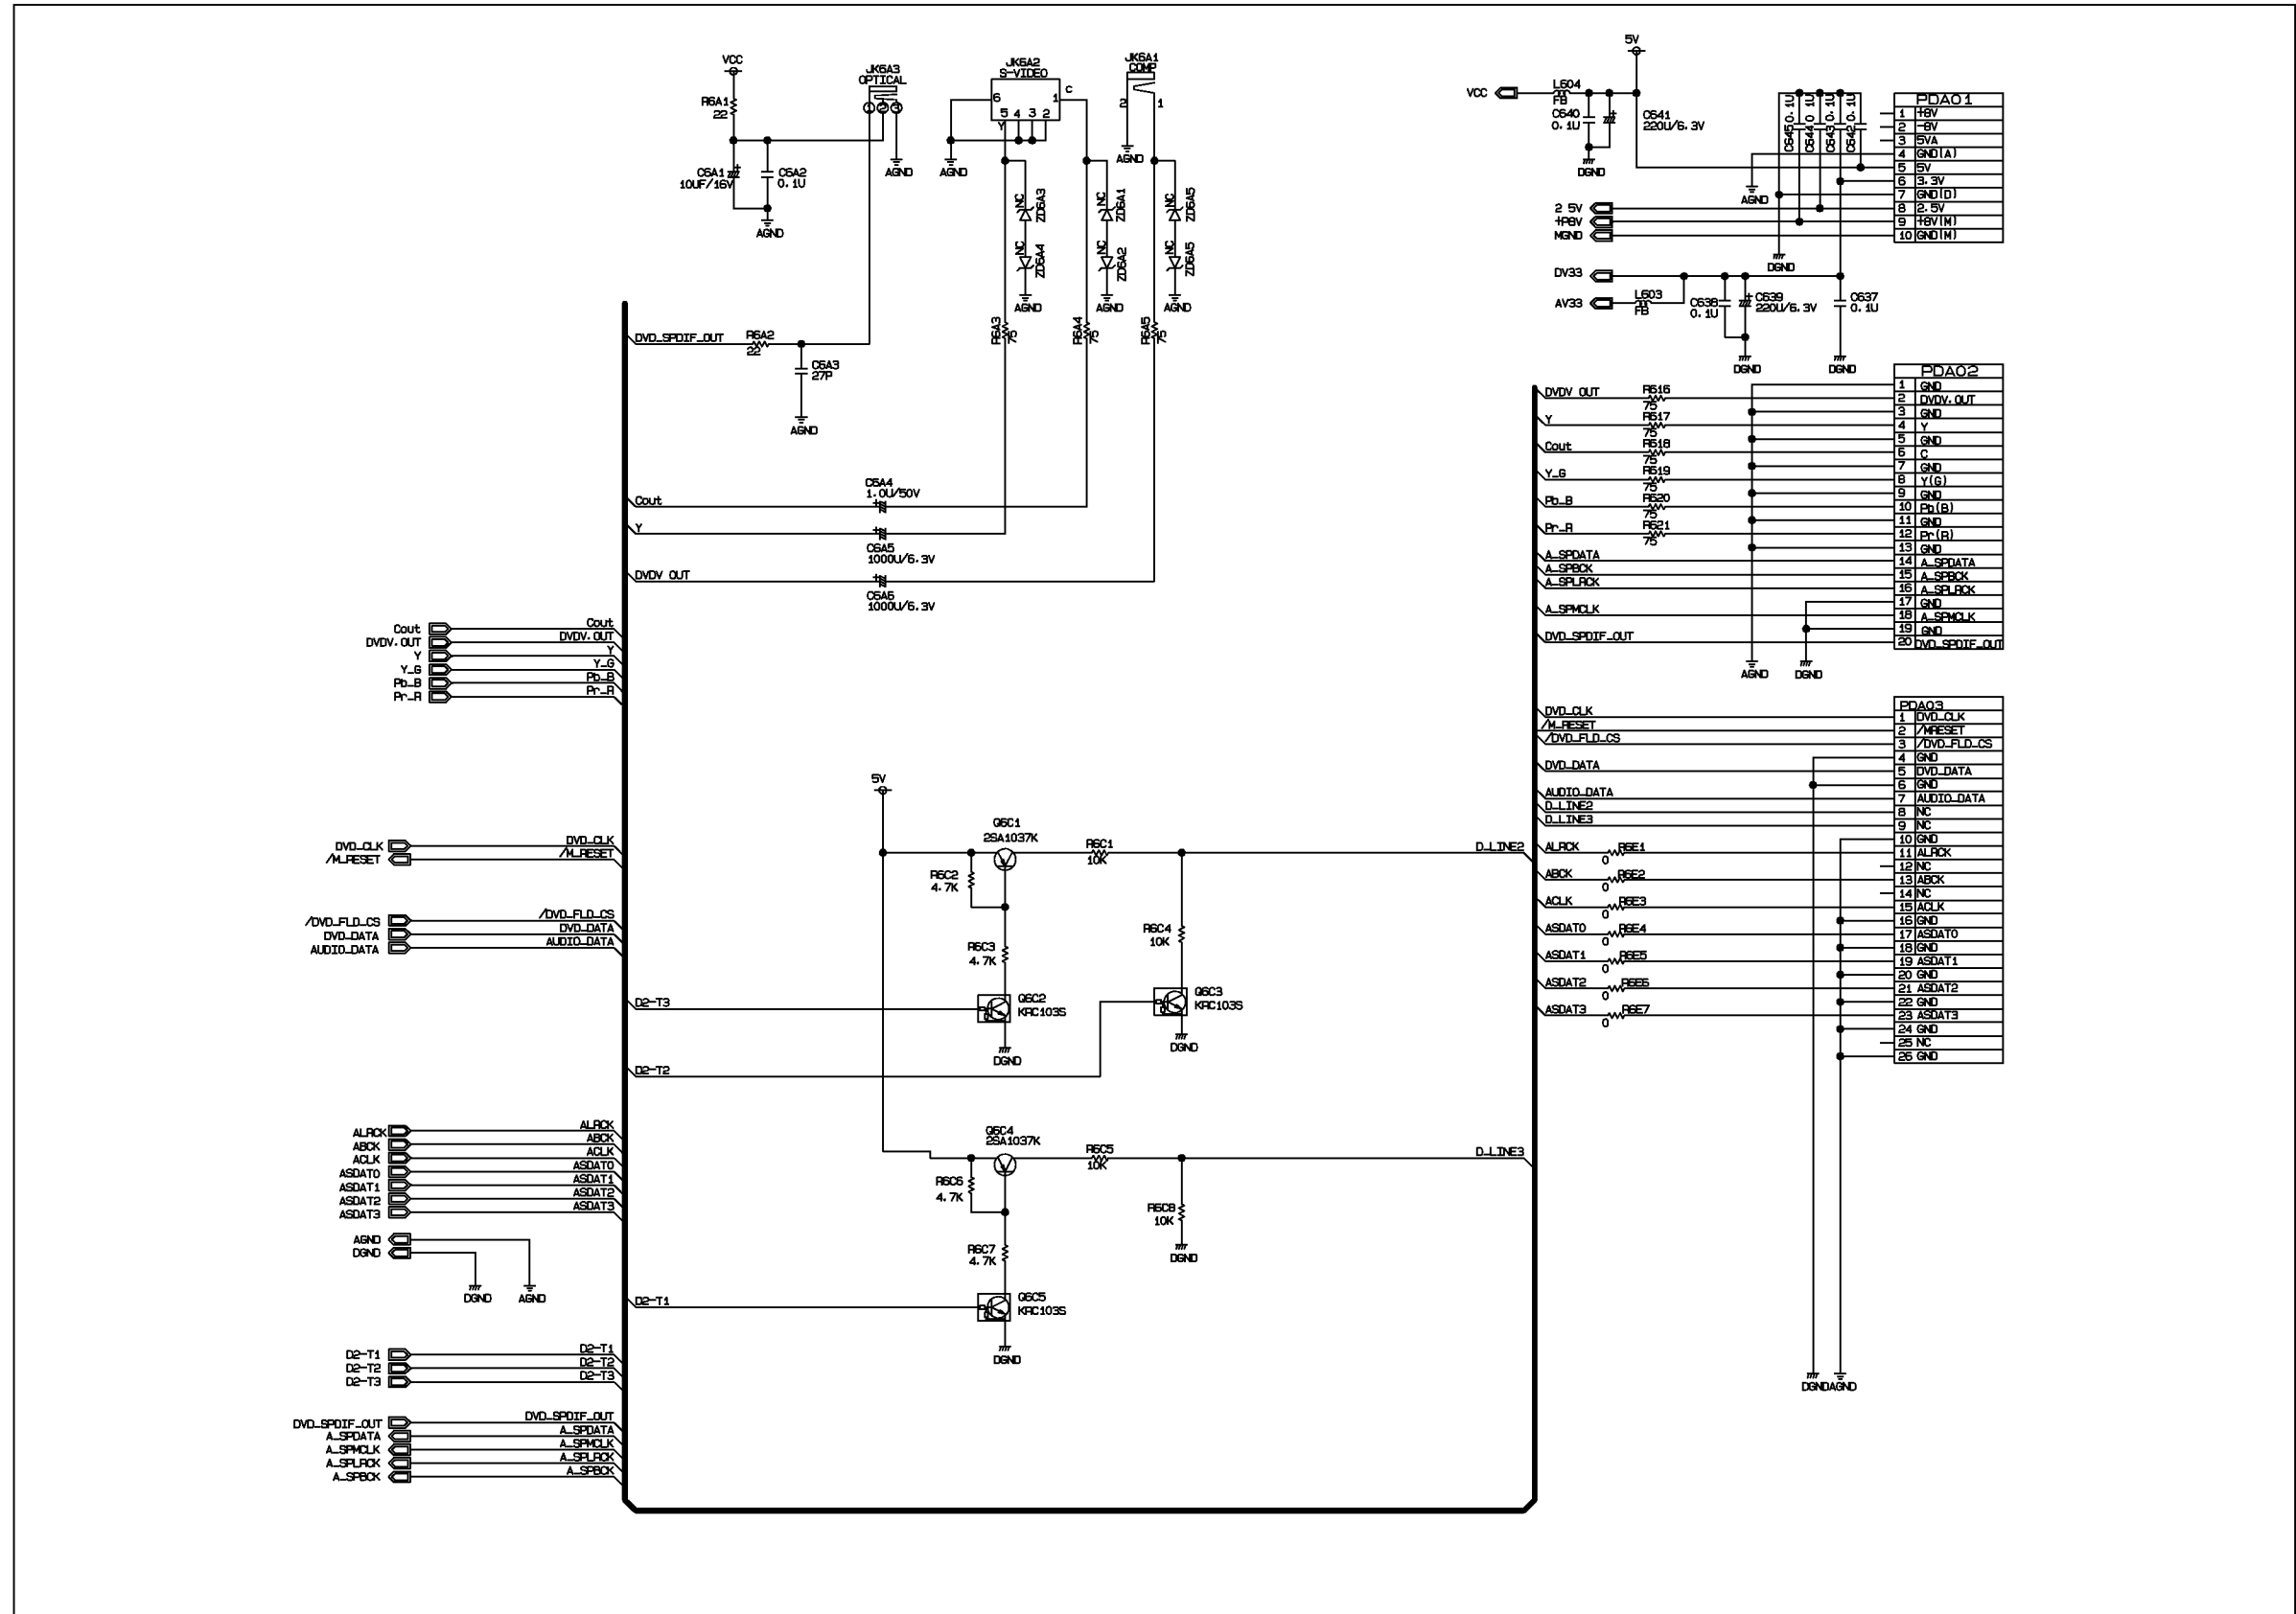 VCC
R6A1
22
C6A1
10UF/16V
C6A2
0.1U
AGND
JK6A3
OPTICAL
1 2 3
AGND
JK6A2
S-VIDEO
C
6
1
5 4 3 2
Y
AGND
JK6A1
COMP
2
1
AGND
NC
ZD6A3
NC
ZD6A4
AGND
NC
ZD6A1
NC
ZD6A2
AGND
NC
ZD6A5
NC
ZD6A5
AGND
R6A3
75
R6A4
75
R6A5
75
DVD_SPDIF_OUT
R6A2
22
C6A3
27P
AGND
Cout
C6A4
1.0U/50V
Y
C6A5
1000U/6.3V
DVDV OUT
C6A6
1000U/6.3V
5V
VCC
L604
FB
C640
0.1U
C641
220U/6.3V
DGND
C645 0.1U
C644 0.1U
C643 0.1U
C642 0.1U
AGND
2 5V
+P8V
MGND
DGND
DV33
AV33
L603
FB
C638
0.1U
C639
220U/6.3V
C637
0.1U
DGND
DGND
PDA01
1 +8V
2 -8V
3 5VA
4 GND(A)
5 5V
6 3.3V
7 GND(D)
8 2.5V
9 +8V(M)
10 GND(M)
DVDV OUT
R616
75
Y
R617
75
Cout
R618
75
Y_G
R619
75
Pb_B
R620
75
Pr_R
R621
75
A_SPDATA
A_SPBCK
A_SPLRCK
A_SPMCLK
DVD_SPDIF_OUT
AGND
DGND
PDA02
1 GND
2 DVDV.OUT
3 GND
4 Y
5 GND
6 C
7 GND
8 Y(G)
9 GND
10 Pb(B)
11 GND
12 Pr(R)
13 GND
14 A_SPDATA
15 A_SPBCK
16 A_SPLRCK
17 GND
18 A_SPMCLK
19 GND
20 DVD_SPDIF_OUT
Cout
Cout
DVDV.OUT
DVDV.OUT
Y
Y
Y_G
Y_G
Pb_B
Pb_B
Pr_R
Pr_R
DVD_CLK
DVD_CLK
/M_RESET
/M_RESET
/DVD_FLD_CS
/DVD_FLD_CS
DVD_DATA
DVD_DATA
AUDIO_DATA
AUDIO_DATA
5V
Q6C1
2SA1037K
R6C1
10K
R6C2
4.7K
R6C3
4.7K
R6C4
10K
D2-T3
Q6C2
KRC103S
DGND
Q6C3
KRC103S
DGND
D2-T2
D_LINE2
Q6C4
2SA1037K
R6C5
10K
R6C6
4.7K
R6C7
4.7K
R6C8
10K
DGND
D_LINE3
D2-T1
Q6C5
KRC103S
DGND
DVD_CLK
/M_RESET
/DVD_FLD_CS
DVD_DATA
AUDIO_DATA
D_LINE2
D_LINE3
ALRCK
R6E1
0
ABCK
R6E2
0
ACLK
R6E3
0
ASDAT0
R6E4
0
ASDAT1
R6E5
0
ASDAT2
R6E6
0
ASDAT3
R6E7
0
PDA03
1 DVD_CLK
2 /MRESET
3 /DVD_FLD_CS
4 GND
5 DVD_DATA
6 GND
7 AUDIO_DATA
8 NC
9 NC
10 GND
11 ALRCK
12 NC
13 ABCK
14 NC
15 ACLK
16 GND
17 ASDAT0
18 GND
19 ASDAT1
20 GND
21 ASDAT2
22 GND
23 ASDAT3
24 GND
25 NC
26 GND
DGND AGND
ALRCK
ALRCK
ABCK
ABCK
ACLK
ACLK
ASDAT0
ASDAT0
ASDAT1
ASDAT1
ASDAT2
ASDAT2
ASDAT3
ASDAT3
AGND
DGND
DGND
AGND
D2-T1
D2-T1
D2-T2
D2-T2
D2-T3
D2-T3
DVD_SPDIF_OUT
DVD_SPDIF_OUT
A_SPDATA
A_SPDATA
A_SPMCLK
A_SPMCLK
A_SPLRCK
A_SPLRCK
A_SPBCK
A_SPBCK